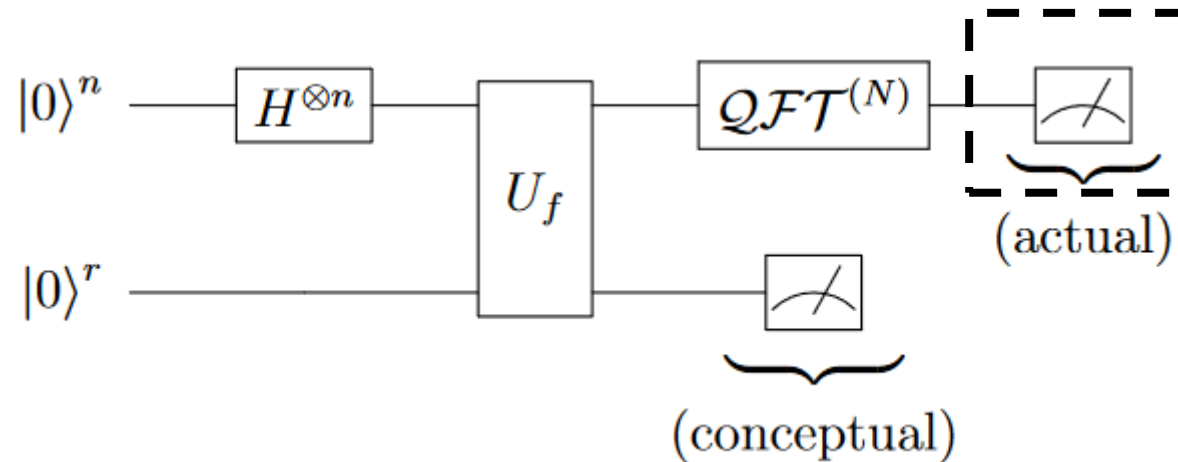 |0⟩ⁿ H⊗ⁿ QFT⁽ᴺ⁾
U_f
(actual)
|0⟩ʳ
(conceptual)